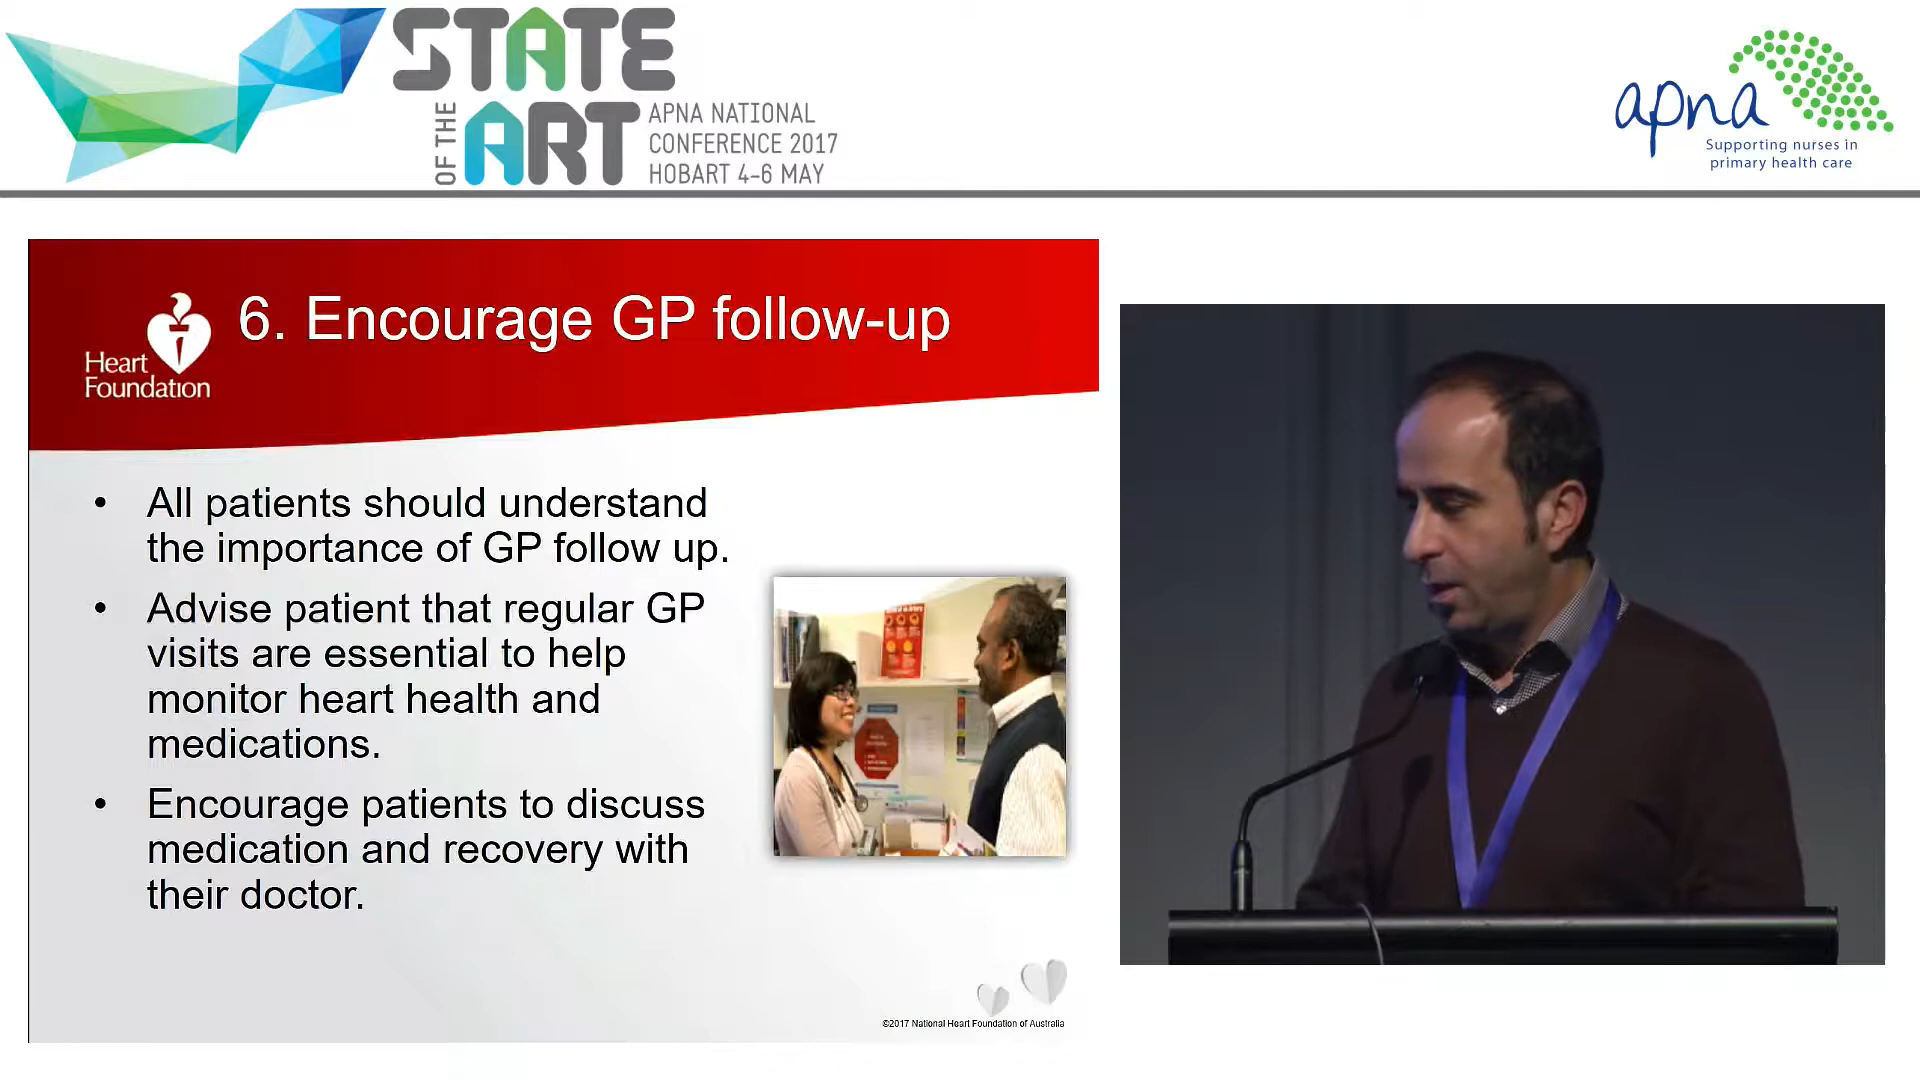 STATE
OF THE
ART
APNA NATIONAL
CONFERENCE 2017
HOBART 4-6 MAY
apna
Supporting nurses in
primary health care
6. Encourage GP follow-up
Heart
Foundation
• All patients should understand
the importance of GP follow up.
• Advise patient that regular GP
visits are essential to help
monitor heart health and
medications.
• Encourage patients to discuss
medication and recovery with
their doctor.
©2017 National Heart Foundation of Australia